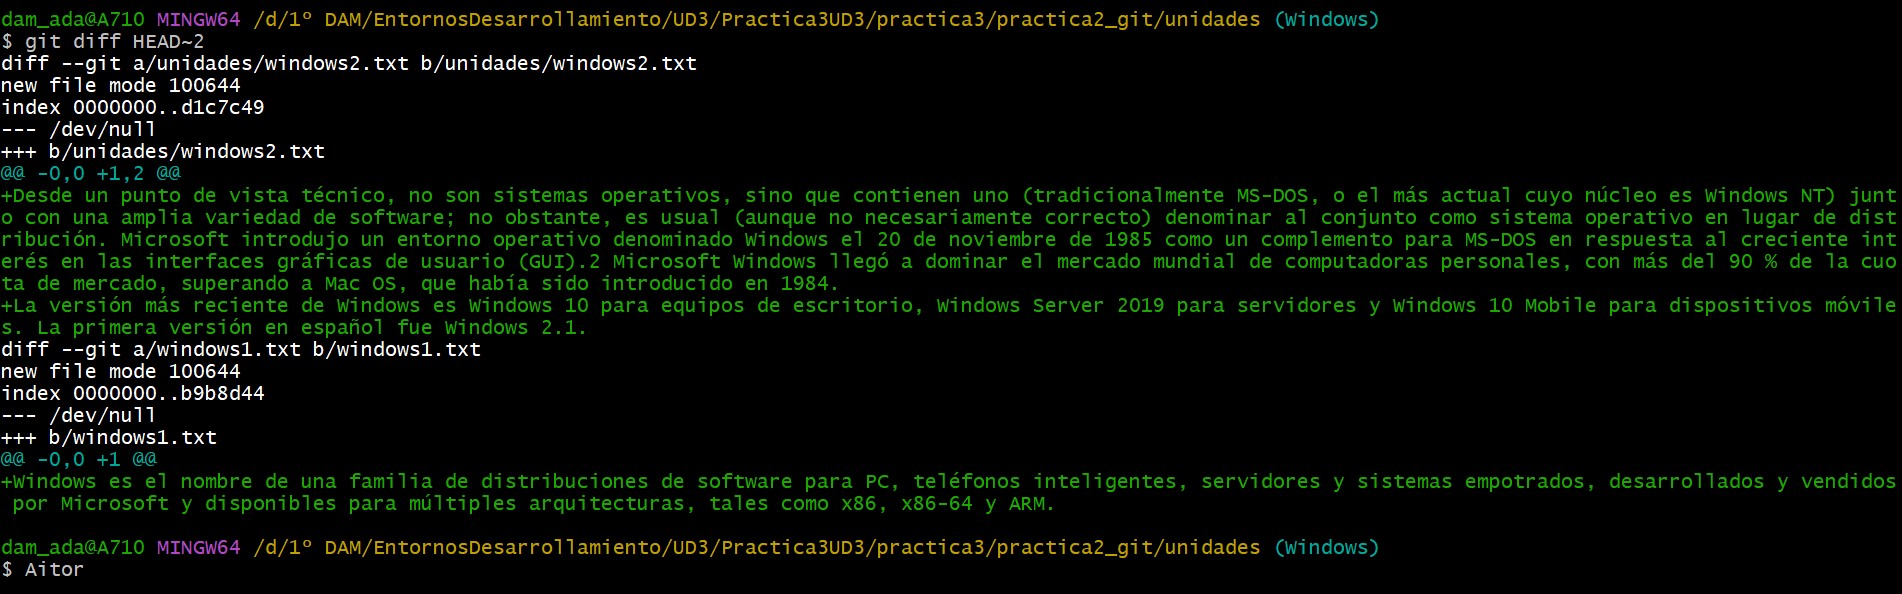 dam_ada@A710 MINGW64 /d/1º DAM/EntornosDesarrollamiento/UD3/Practica3UD3/practica3/practica2_git/unidades (Windows)
$ git diff HEAD~2
diff --git a/unidades/windows2.txt b/unidades/windows2.txt
new file mode 100644
index 0000000..d1c7c49
--- /dev/null
+++ b/unidades/windows2.txt
@@ -0,0 +1,2 @@
+Desde un punto de vista técnico, no son sistemas operativos, sino que contienen uno (tradicionalmente MS-DOS, o el más actual cuyo núcleo es Windows NT) junt
o con una amplia variedad de software; no obstante, es usual (aunque no necesariamente correcto) denominar al conjunto como sistema operativo en lugar de dist
ribución. Microsoft introdujo un entorno operativo denominado Windows el 20 de noviembre de 1985 como un complemento para MS-DOS en respuesta al creciente int
erés en las interfaces gráficas de usuario (GUI).2 Microsoft Windows llegó a dominar el mercado mundial de computadoras personales, con más del 90 % de la cuo
ta de mercado, superando a Mac OS, que había sido introducido en 1984.
+La versión más reciente de Windows es Windows 10 para equipos de escritorio, Windows Server 2019 para servidores y Windows 10 Mobile para dispositivos móvile
s. La primera versión en español fue Windows 2.1.
diff --git a/windows1.txt b/windows1.txt
new file mode 100644
index 0000000..b9b8d44
--- /dev/null
+++ b/windows1.txt
@@ -0,0 +1 @@
+Windows es el nombre de una familia de distribuciones de software para PC, teléfonos inteligentes, servidores y sistemas empotrados, desarrollados y vendidos
 por Microsoft y disponibles para múltiples arquitecturas, tales como x86, x86-64 y ARM.
dam_ada@A710 MINGW64 /d/1º DAM/EntornosDesarrollamiento/UD3/Practica3UD3/practica3/practica2_git/unidades (Windows)
$ Aitor